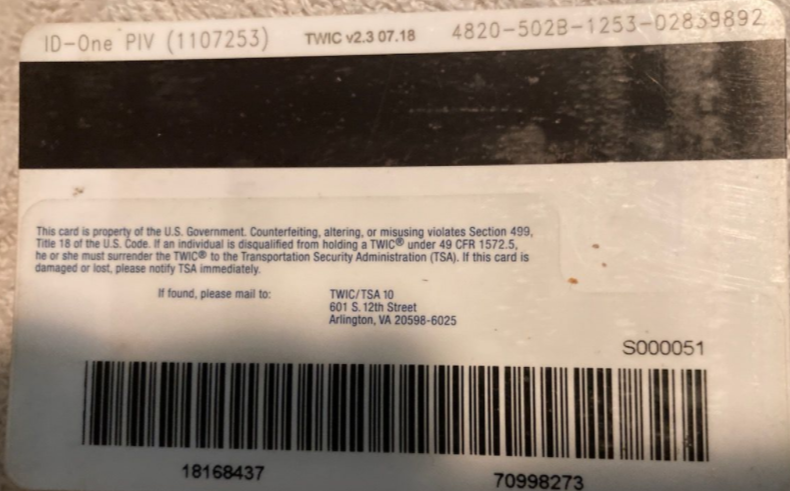 ID-One PIV (1107253) TWIC v2.3 07.18 4820-502B-1253-02859892
This card is property of the U.S. Government. Counterfeiting, altering, or misusing violates Section 499,
Title 18 of the U.S. Code. If an individual is disqualified from holding a TWIC® under 49 CFR 1572.5,
he or she must surrender the TWIC® to the Transportation Security Administration (TSA). If this card is
damaged or lost, please notify TSA immediately.
If found, please mail to: TWIC/TSA 10
601 S. 12th Street
Arlington, VA 20598-6025
S000051
18168437 70998273